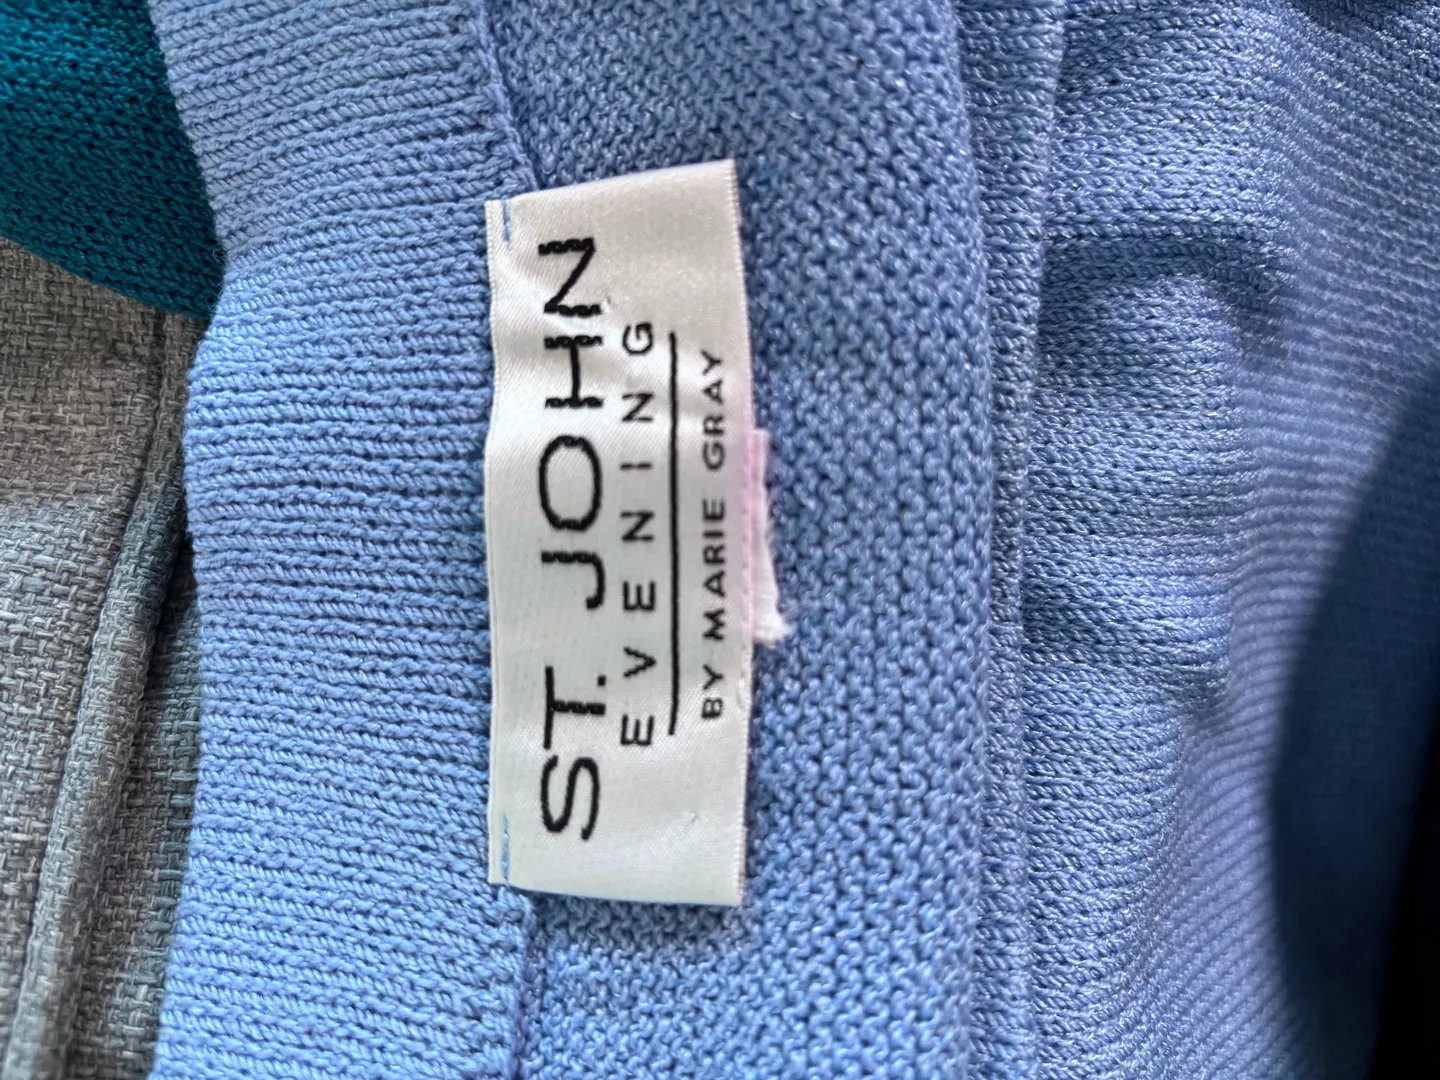 ST. JOHN
EVENING
BY MARIE GRAY